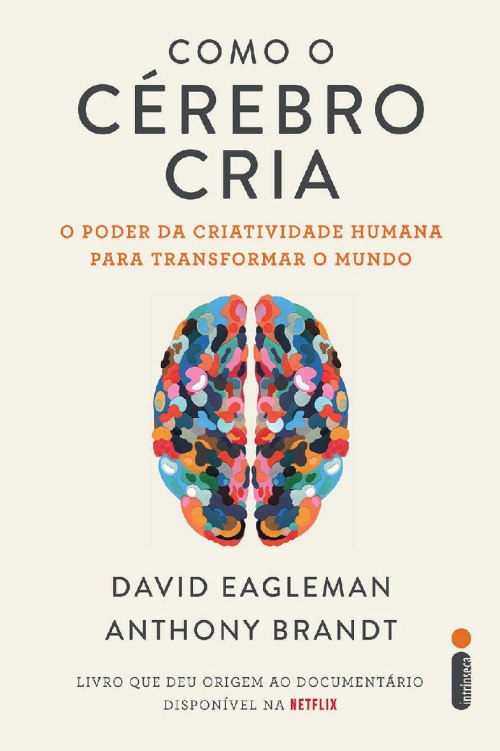 COMO O
CÉREBRO
CRIA
O PODER DA CRIATIVIDADE HUMANA
PARA TRANSFORMAR O MUNDO
DAVID EAGLEMAN
ANTHONY BRANDT
LIVRO QUE DEU ORIGEM AO DOCUMENTÁRIO
DISPONÍVEL NA NETFLIX
intrínseca